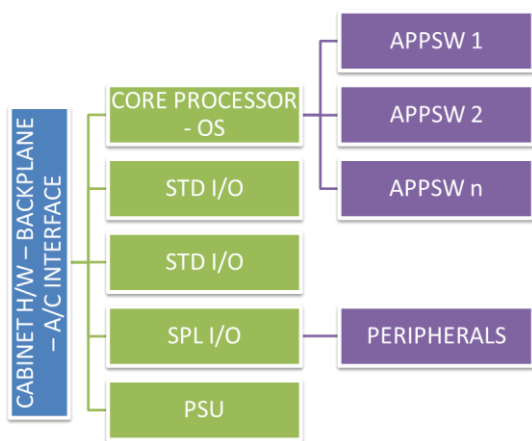 CABINET H/W – BACKPLANE
– A/C INTERFACE
CORE PROCESSOR
- OS
STD I/O
STD I/O
SPL I/O
PSU
APPSW 1
APPSW 2
APPSW n
PERIPHERALS